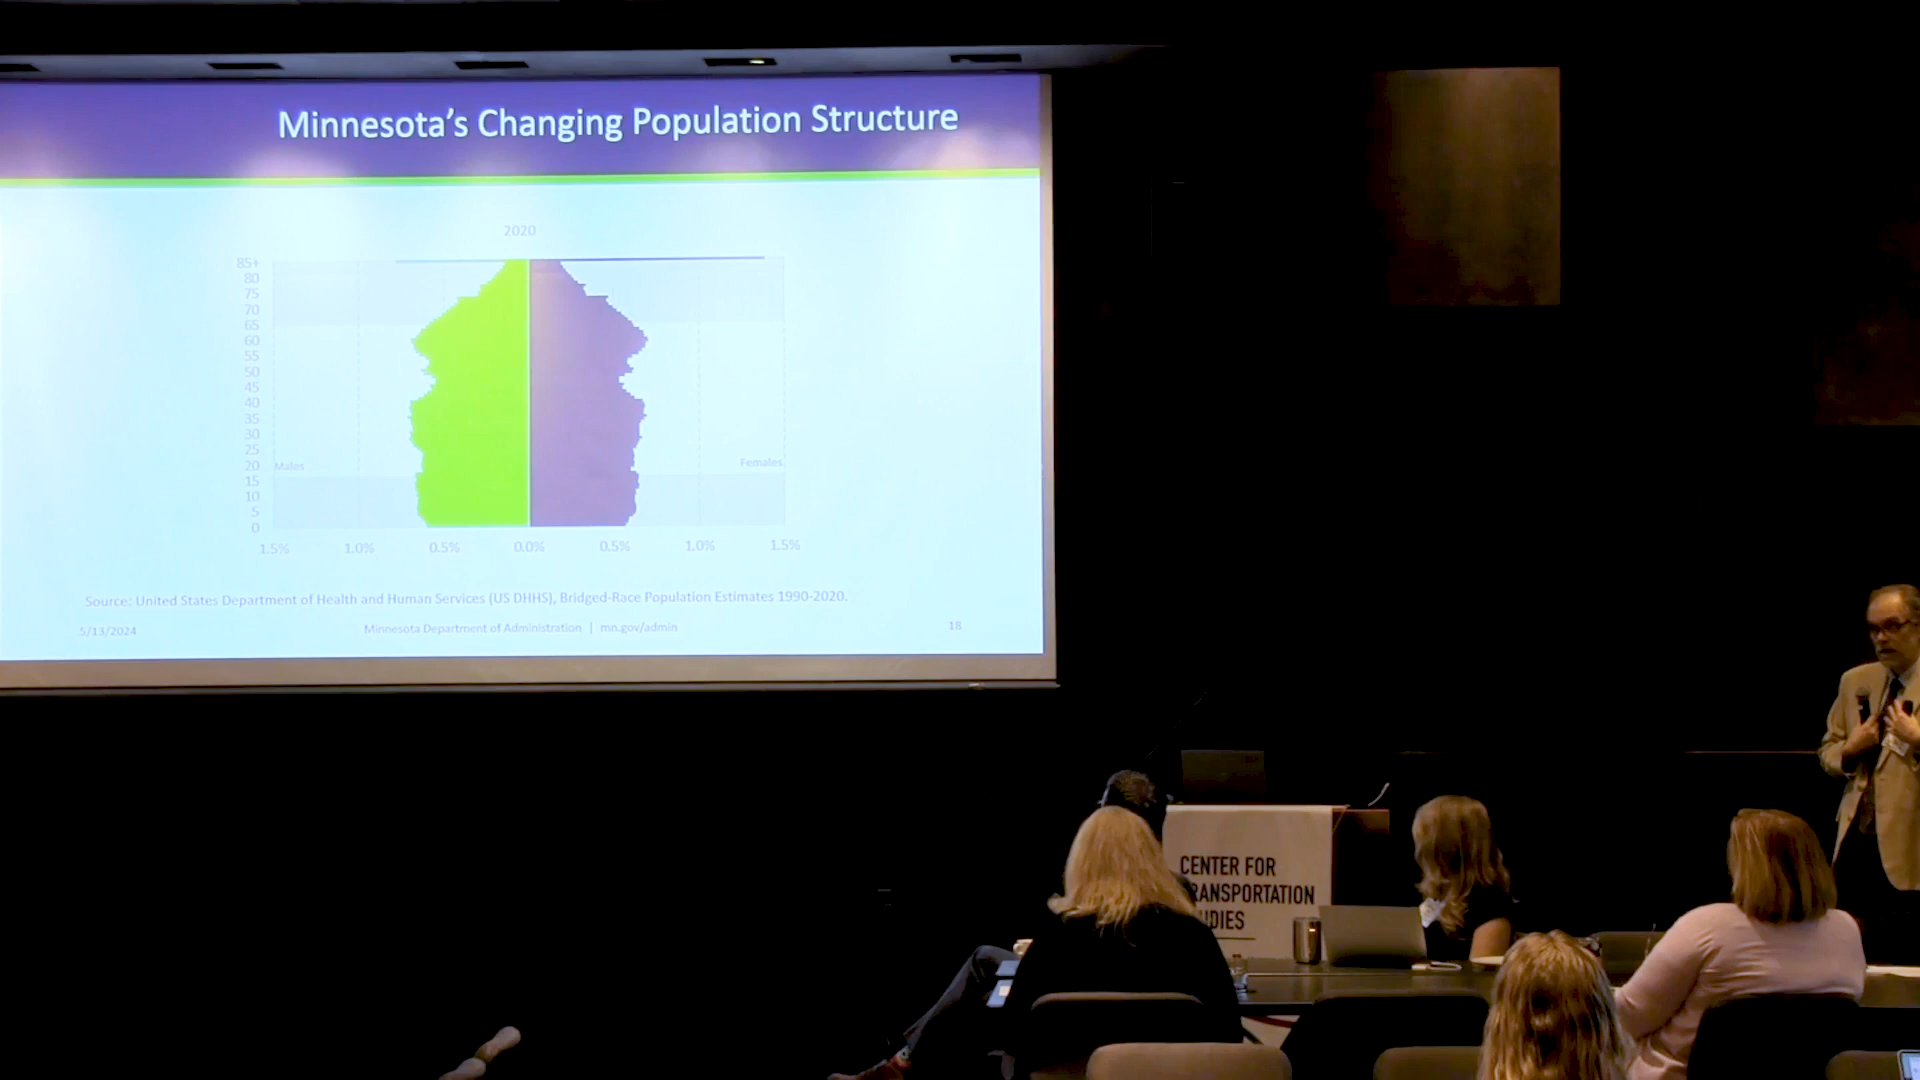 Minnesota's Changing Population Structure
2020
85+
80
75
70
65
60
55
50
45
40
35
30
25
20
15
10
5
0
Males
Females
1.5% 1.0% 0.5% 0.0% 0.5% 1.0% 1.5%
Source: United States Department of Health and Human Services (US DHHS), Bridged-Race Population Estimates 1990-2020.
5/13/2024 Minnesota Department of Administration | mn.gov/admin 18
CENTER FOR
RANSPORTATION
UDIES